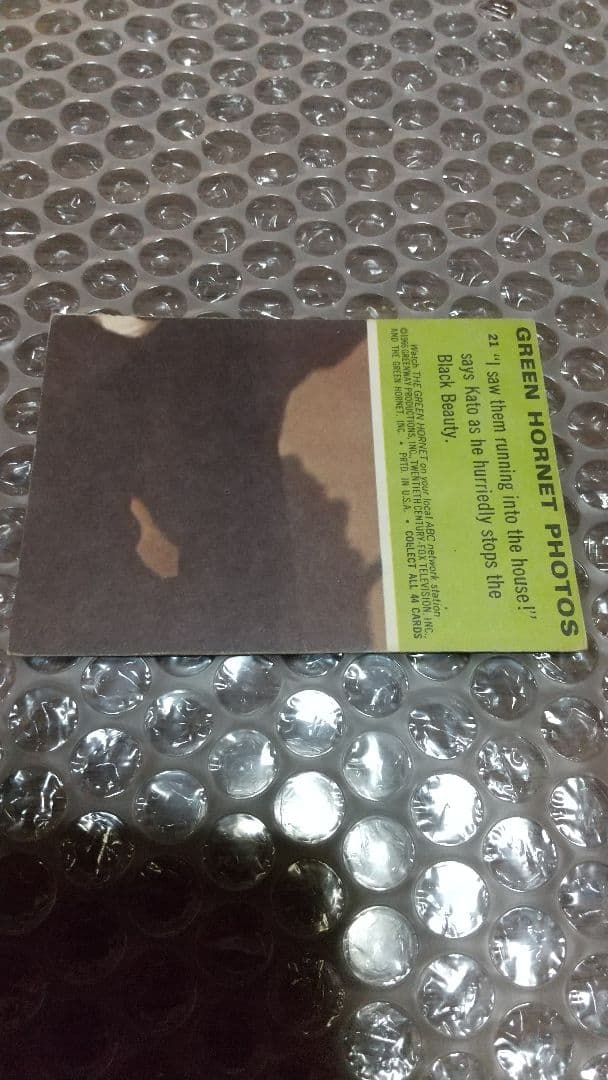 GREEN HORNET PHOTOS
21 "I saw them running into the house!"
says Kato as he hurriedly stops the
Black Beauty.
Watch THE GREEN HORNET on your local ABC network station
©1966 GREENWAY PRODUCTIONS, INC., TWENTIETH CENTURY-FOX TELEVISION, INC.,
AND THE GREEN HORNET, INC. • PRTD. IN U.S.A. • COLLECT ALL 44 CARDS